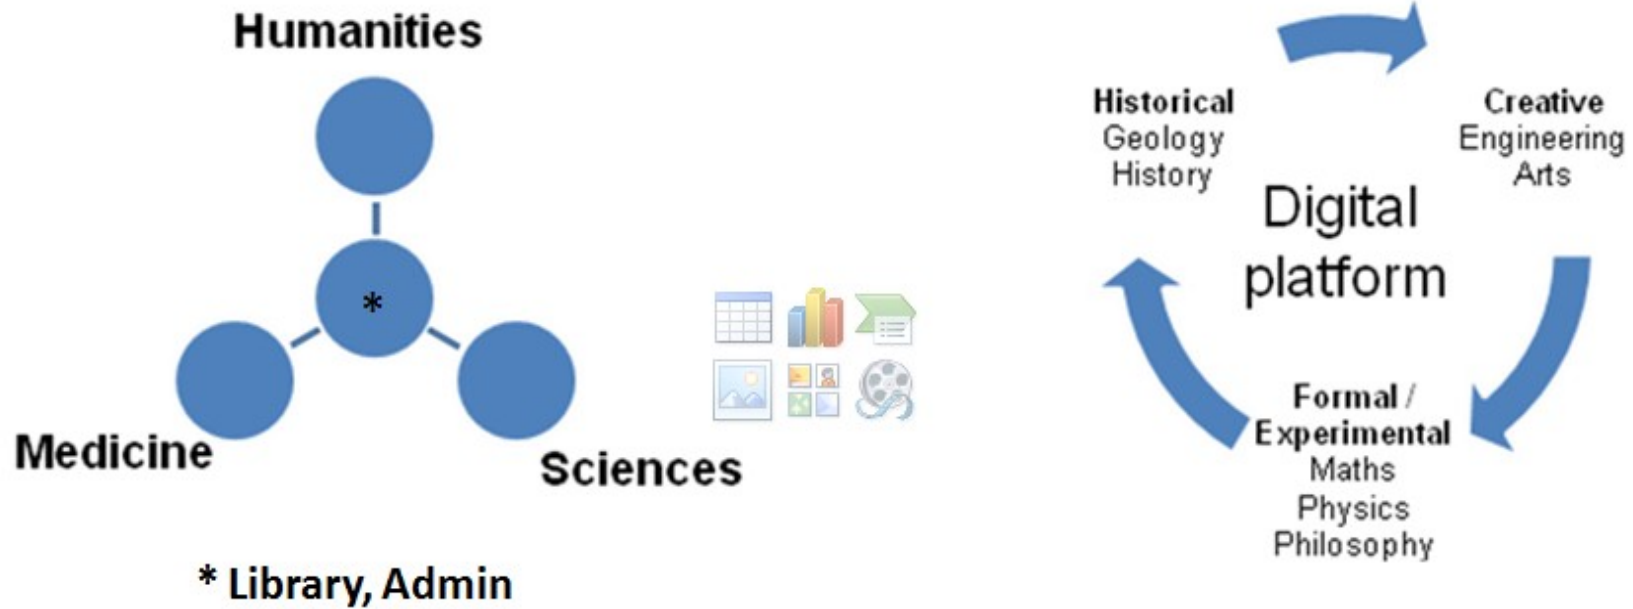 Humanities
*
Medicine
Sciences
* Library, Admin
Historical
Geology
History
Creative
Engineering
Arts
Digital
platform
Formal /
Experimental
Maths
Physics
Philosophy